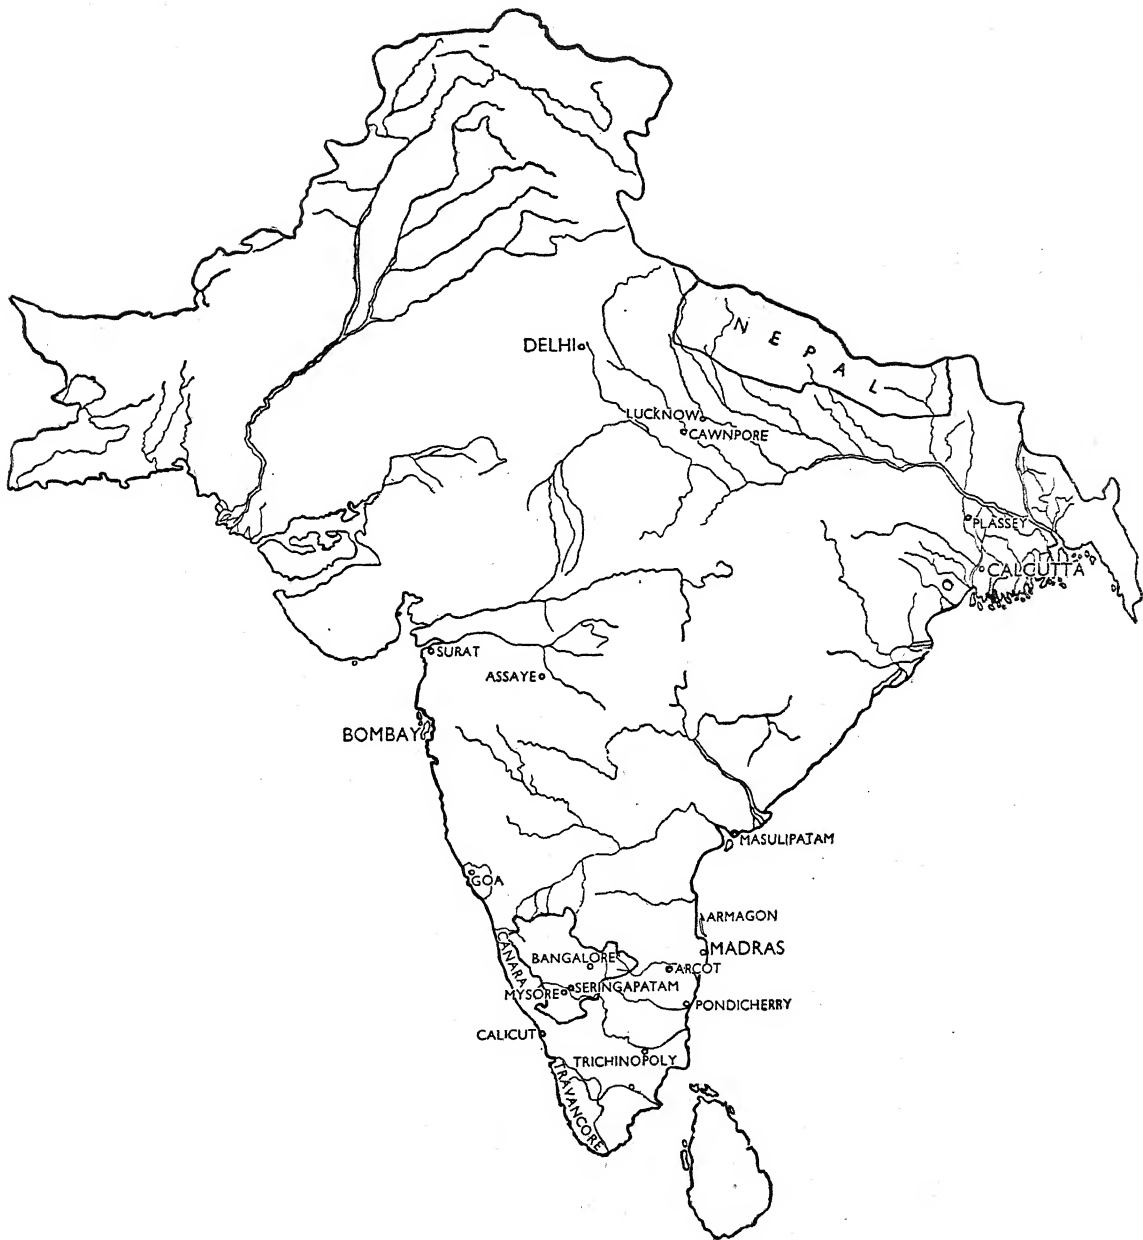 NEPAL
DELHI
LUCKNOW
CAWNPORE
PLASSEY
CALCUTTA
SURAT
ASSAYE
BOMBAY
MASULIPATAM
GOA
ARMAGON
CANARA
MADRAS
BANGALORE
ARCOT
SERINGAPATAM
MYSORE
PONDICHERRY
CALICUT
TRICHINOPOLY
TRAVANCORE